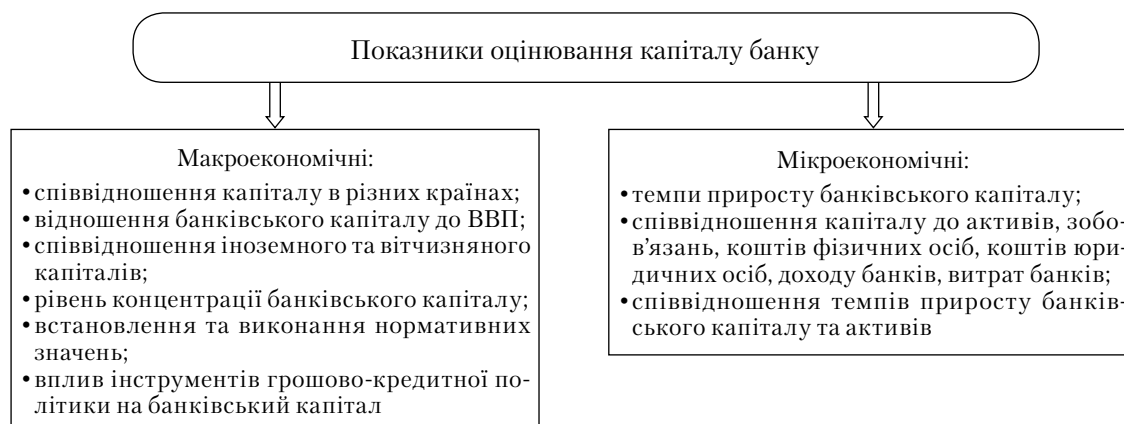 Показники оцінювання капіталу банку
Макроекономічні:
•співвідношення капіталу в різних країнах;
•відношення банківського капіталу до ВВП;
•співвідношення іноземного та вітчизняного
капіталів;
•рівень концентрації банківського капіталу;
•встановлення та виконання нормативних
значень;
•вплив інструментів грошово-кредитної по-
літики на банківський капітал
Мікроекономічні:
•темпи приросту банківського капіталу;
•співвідношення капіталу до активів, зобо-
в'язань, коштів фізичних осіб, коштів юри-
дичних осіб, доходу банків, витрат банків;
•співвідношення темпів приросту банків-
ського капіталу та активів